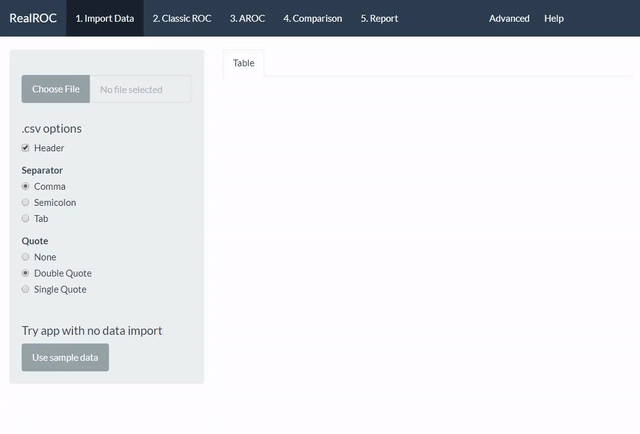 RealROC 1. Import Data 2. Classic ROC 3. AROC 4. Comparison 5. Report Advanced Help
Table
Choose File No file selected
.csv options
Header
Separator
Comma
Semicolon
Tab
Quote
None
Double Quote
Single Quote
Try app with no data import
Use sample data